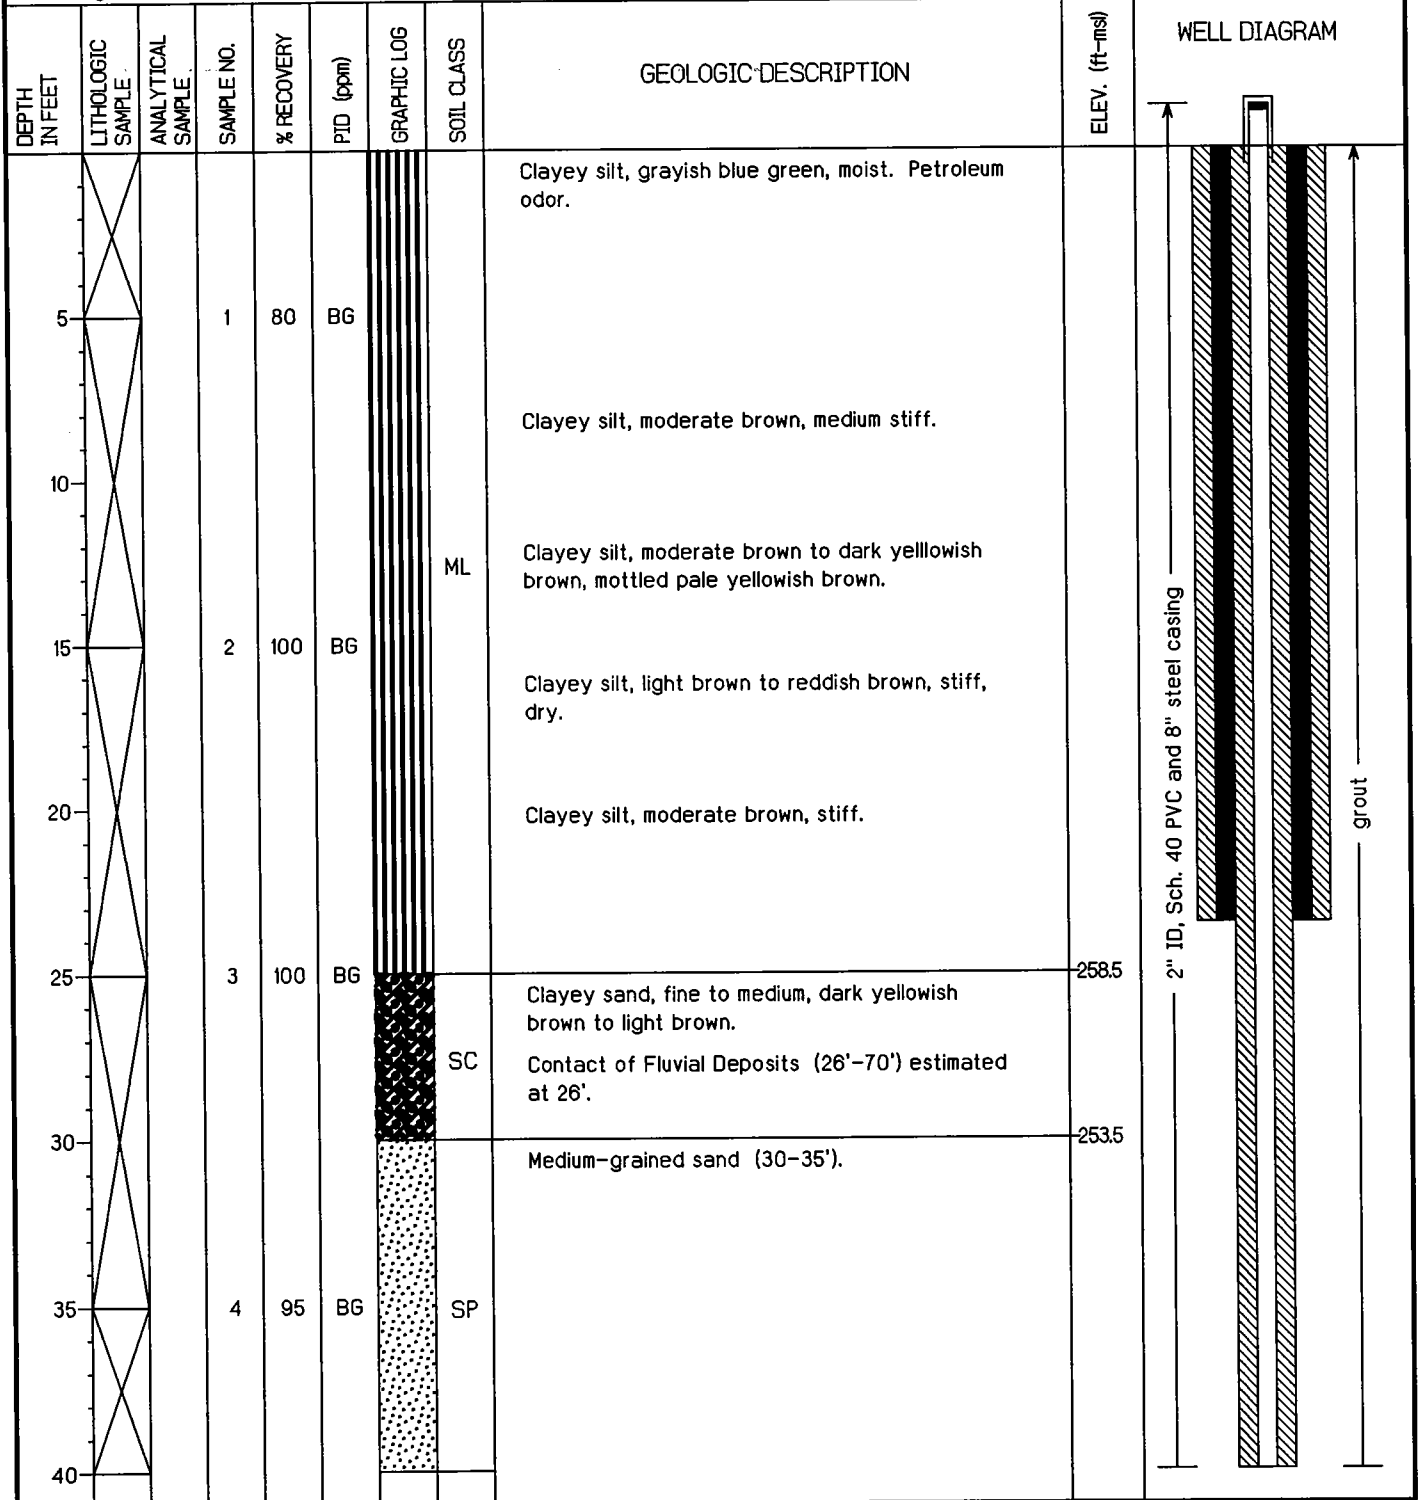 DEPTH
IN FEET
LITHOLOGIC
SAMPLE
ANALYTICAL
SAMPLE
SAMPLE NO.
% RECOVERY
PID (ppm)
GRAPHIC LOG
SOIL CLASS
GEOLOGIC DESCRIPTION
ELEV. (ft-msl)
WELL DIAGRAM
Clayey silt, grayish blue green, moist. Petroleum
odor.
5 1 80 BG
Clayey silt, moderate brown, medium stiff.
10
Clayey silt, moderate brown to dark yelllowish
brown, mottled pale yellowish brown.
ML
15 2 100 BG
Clayey silt, light brown to reddish brown, stiff,
dry.
20
Clayey silt, moderate brown, stiff.
2" ID, Sch. 40 PVC and 8" steel casing
grout
25 3 100 BG
258.5
Clayey sand, fine to medium, dark yellowish
brown to light brown.
SC
Contact of Fluvial Deposits (26'-70') estimated
at 26'.
30
253.5
Medium-grained sand (30-35').
35 4 95 BG SP
40